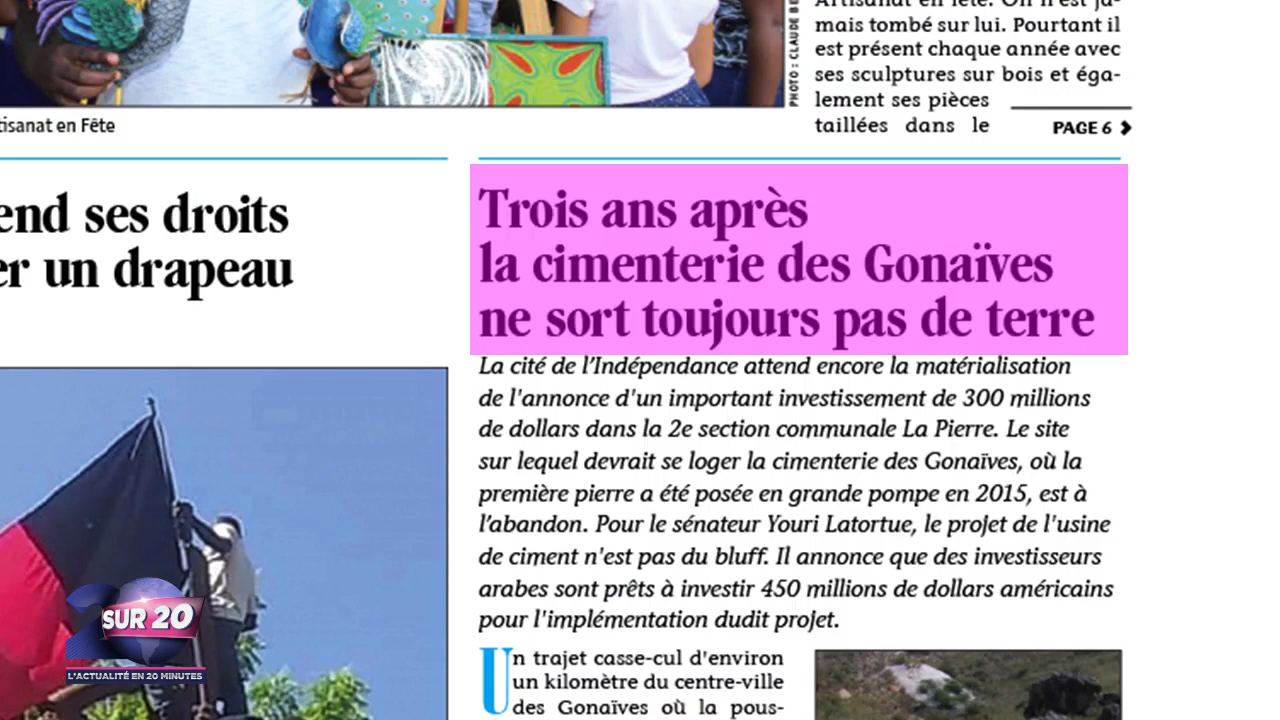 Artisanat en fête. On n'est ja-
mais tombé sur lui. Pourtant il
est présent chaque année avec
ses sculptures sur bois et éga-
lement ses pièces
taillées dans le
PAGE 6
PHOTO : CLAUDE BE
tisanat en Fête
end ses droits
er un drapeau
Trois ans après
la cimenterie des Gonaïves
ne sort toujours pas de terre
La cité de l'Indépendance attend encore la matérialisation
de l'annonce d'un important investissement de 300 millions
de dollars dans la 2e section communale La Pierre. Le site
sur lequel devrait se loger la cimenterie des Gonaïves, où la
première pierre a été posée en grande pompe en 2015, est à
l'abandon. Pour le sénateur Youri Latortue, le projet de l'usine
de ciment n'est pas du bluff. Il annonce que des investisseurs
arabes sont prêts à investir 450 millions de dollars américains
pour l'implémentation dudit projet.
Un trajet casse-cul d'environ
un kilomètre du centre-ville
des Gonaïves où la pous-
20
SUR 20
L'ACTUALITÉ EN 20 MINUTES